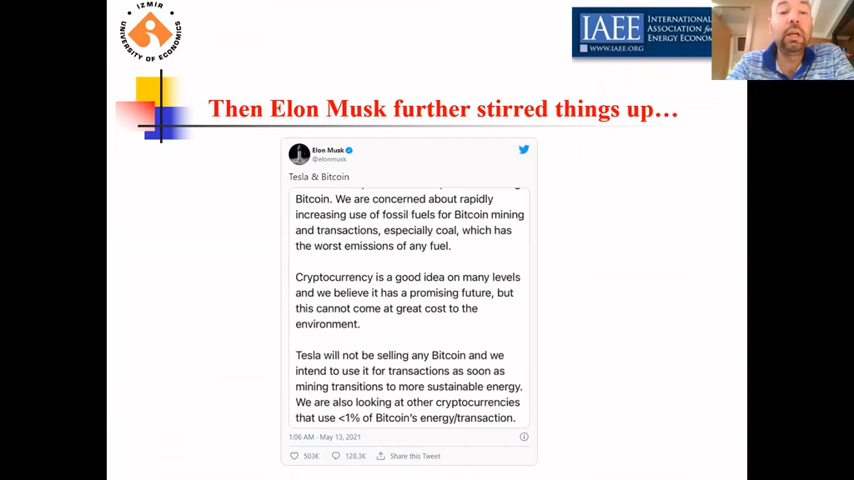 IZMIR
UNIVERSITY OF ECONOMICS
IAEE
WWW.IAEE.ORG
INTERNATIONAL
Association for
ENERGY ECONOM
Then Elon Musk further stirred things up…
Elon Musk
@elonmusk
Tesla & Bitcoin
Bitcoin. We are concerned about rapidly
increasing use of fossil fuels for Bitcoin mining
and transactions, especially coal, which has
the worst emissions of any fuel.
Cryptocurrency is a good idea on many levels
and we believe it has a promising future, but
this cannot come at great cost to the
environment.
Tesla will not be selling any Bitcoin and we
intend to use it for transactions as soon as
mining transitions to more sustainable energy.
We are also looking at other cryptocurrencies
that use <1% of Bitcoin's energy/transaction.
1:06 AM · May 13, 2021
503K 128.3K Share this Tweet